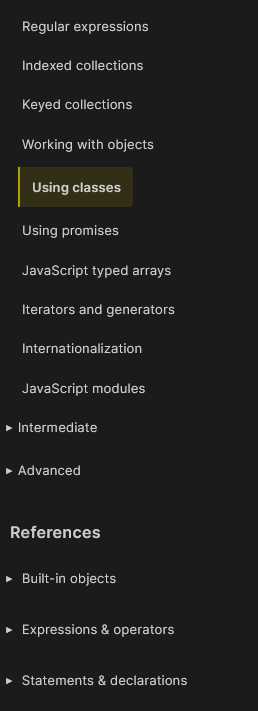 Regular expressions
Indexed collections
Keyed collections
Working with objects
Using classes
Using promises
JavaScript typed arrays
Iterators and generators
Internationalization
JavaScript modules
Intermediate
Advanced
References
Built-in objects
Expressions & operators
Statements & declarations